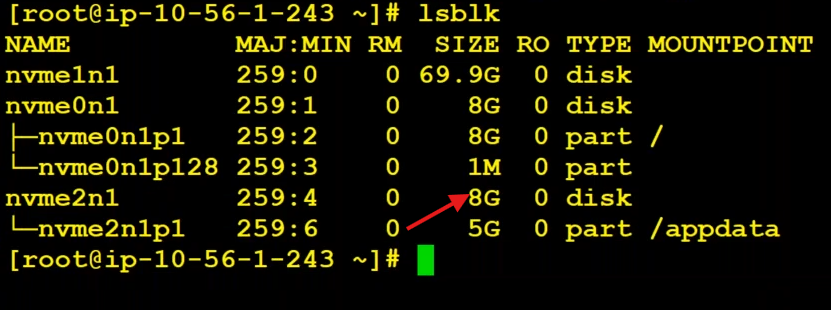 [root@ip-10-56-1-243 ~]# lsblk
NAME          MAJ:MIN RM  SIZE RO TYPE MOUNTPOINT
nvme1n1       259:0    0 69.9G  0 disk
nvme0n1       259:1    0    8G  0 disk
├─nvme0n1p1   259:2    0    8G  0 part /
└─nvme0n1p128 259:3    0    1M  0 part
nvme2n1       259:4    0    8G  0 disk
└─nvme2n1p1   259:6    0    5G  0 part /appdata
[root@ip-10-56-1-243 ~]#